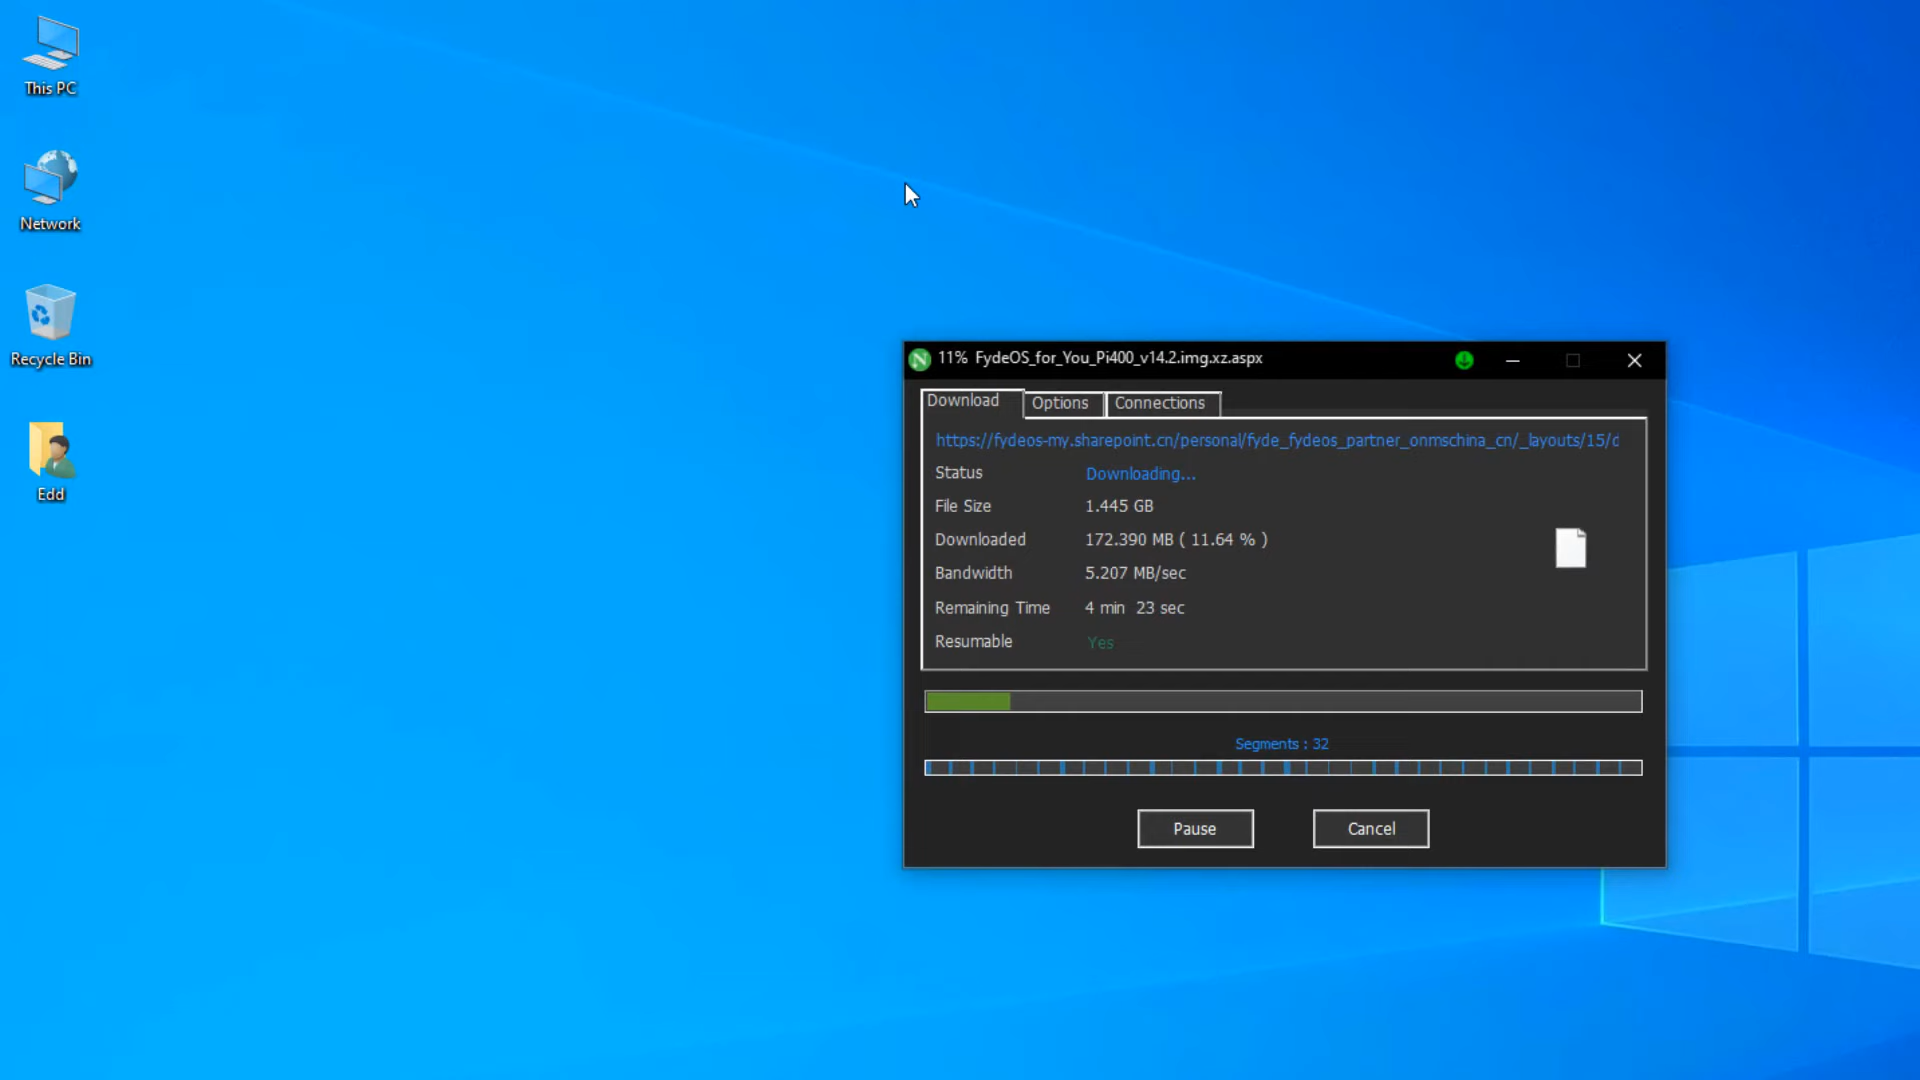 This PC
Network
Recycle Bin
Edd
11% FydeOS_for_You_Pi400_v14.2.img.xz.aspx
Download
Options
Connections
https://fydeos-my.sharepoint.cn/personal/fyde_fydeos_partner_onmschina_cn/_layouts/15/d
Status Downloading...
File Size 1.445 GB
Downloaded 172.390 MB ( 11.64 % )
Bandwidth 5.207 MB/sec
Remaining Time 4 min 23 sec
Resumable Yes
Segments : 32
Pause
Cancel